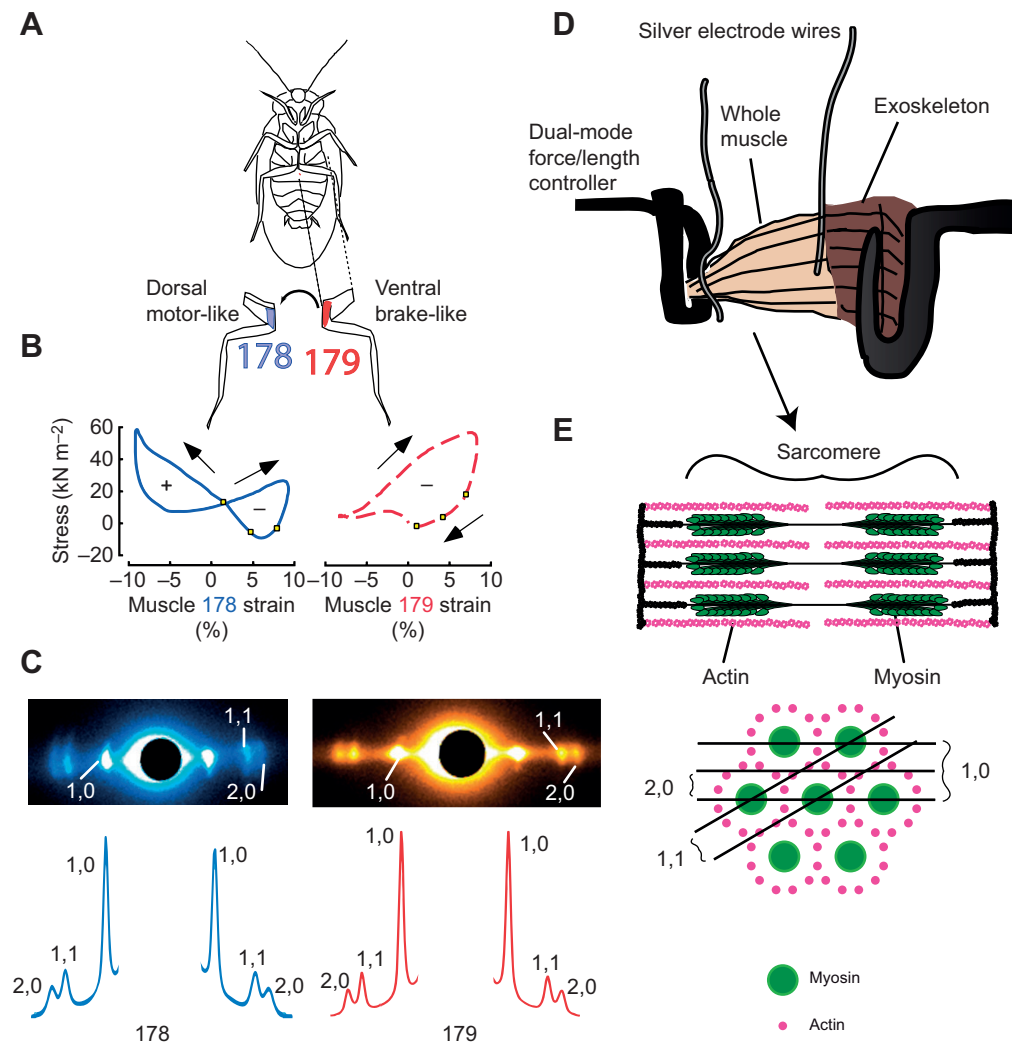 A
Dorsal
motor-like
Ventral
brake-like
178
179
B
Stress (kN m–2)
60
40
20
0
–20
+
–
–
–10
–5
0
5
10
–10
–5
0
5
10
Muscle 178 strain
(%)
Muscle 179 strain
(%)
C
1,0
1,1
2,0
1,0
1,1
2,0
1,0
1,0
1,1
2,0
1,1
2,0
178
1,0
1,0
1,1
2,0
1,1
2,0
179
D
Silver electrode wires
Dual-mode
force/length
controller
Whole
muscle
Exoskeleton
E
Sarcomere
Actin
Myosin
2,0
1,0
1,1
Myosin
Actin